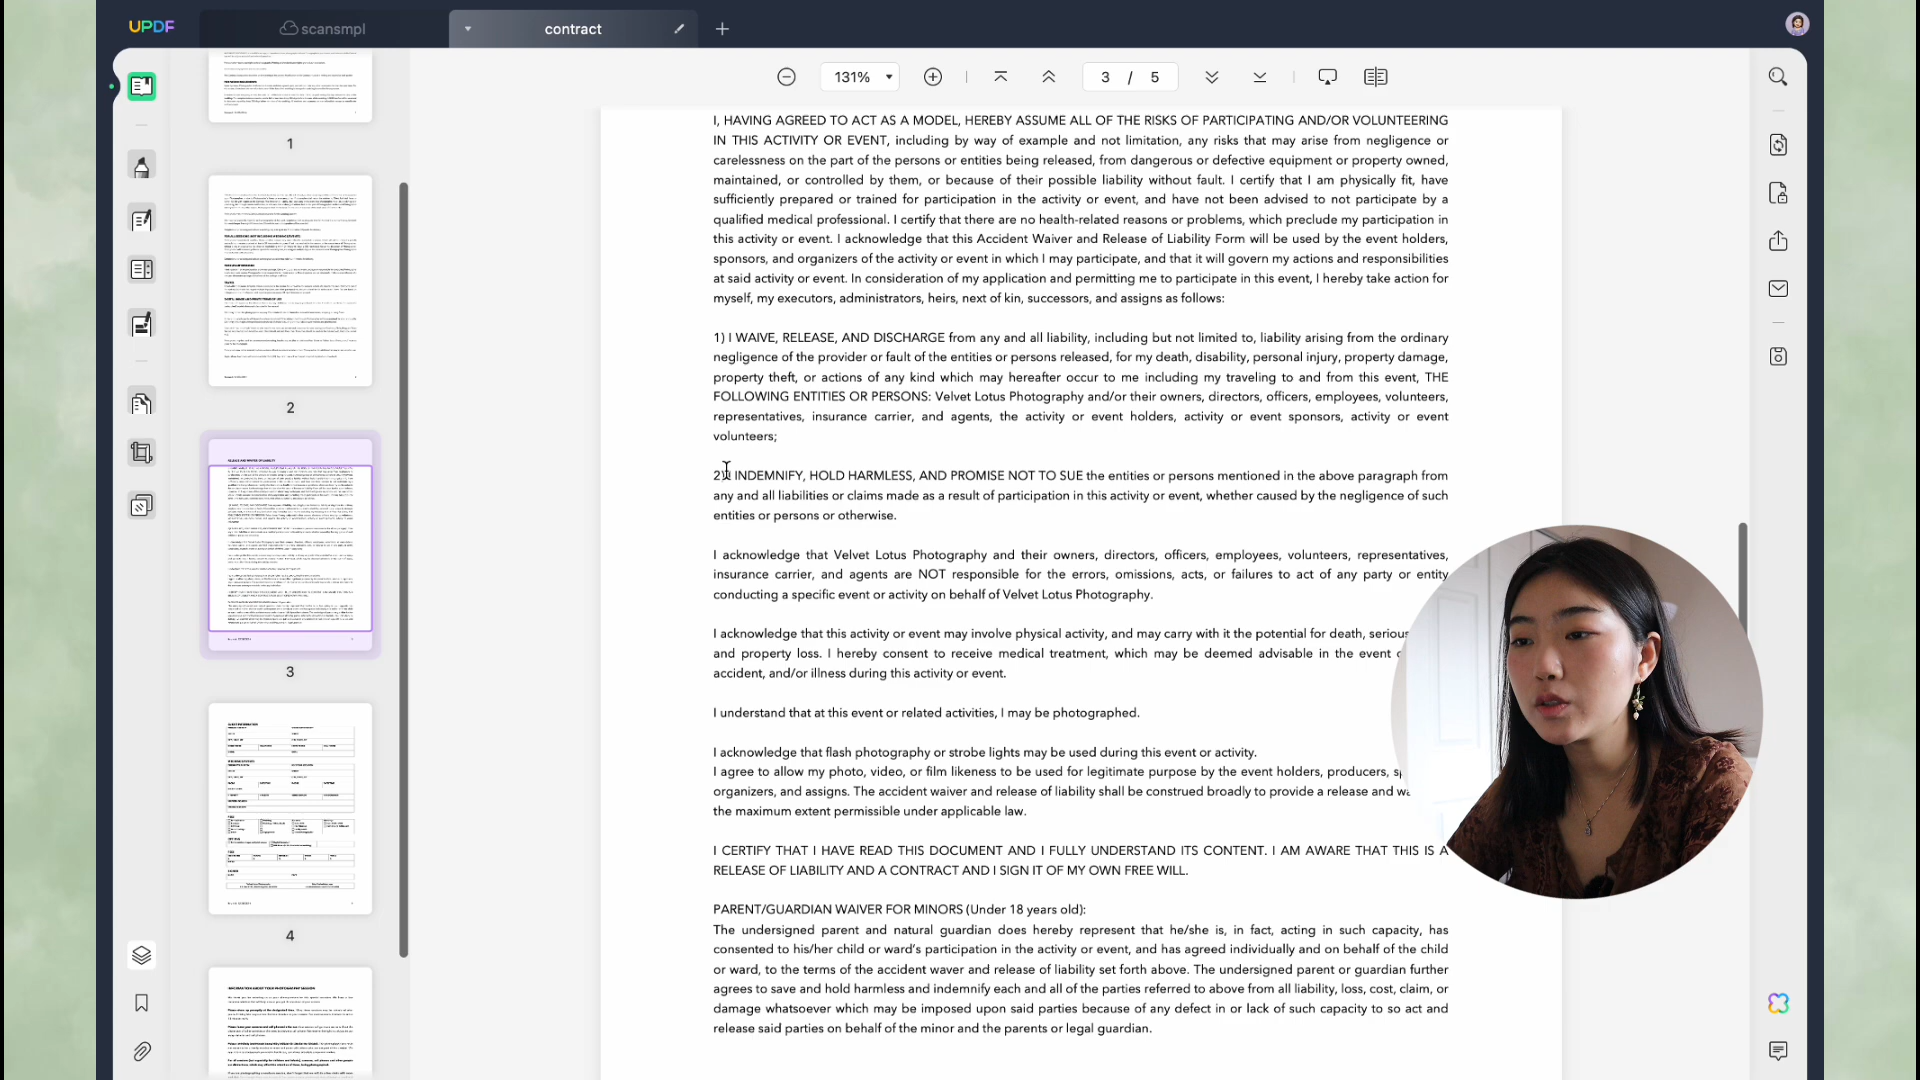 UPDF
scansmpl
contract
131%
3 / 5
I, HAVING AGREED TO ACT AS A MODEL, HEREBY ASSUME ALL OF THE RISKS OF PARTICIPATING AND/OR VOLUNTEERING
IN THIS ACTIVITY OR EVENT, including by way of example and not limitation, any risks that may arise from negligence or
carelessness on the part of the persons or entities being released, from dangerous or defective equipment or property owned,
maintained, or controlled by them, or because of their possible liability without fault. I certify that I am physically fit, have
sufficiently prepared or trained for participation in the activity or event, and have not been advised to not participate by a
qualified medical professional. I certify that there are no health-related reasons or problems, which preclude my participation in
this activity or event. I acknowledge that this Accident Waiver and Release of Liability Form will be used by the event holders,
sponsors, and organizers of the activity or event in which I may participate, and that it will govern my actions and responsibilities
at said activity or event. In consideration of my application and permitting me to participate in this event, I hereby take action for
myself, my executors, administrators, heirs, next of kin, successors, and assigns as follows:
1) I WAIVE, RELEASE, AND DISCHARGE from any and all liability, including but not limited to, liability arising from the ordinary
negligence of the provider or fault of the entities or persons released, for my death, disability, personal injury, property damage,
property theft, or actions of any kind which may hereafter occur to me including my traveling to and from this event, THE
FOLLOWING ENTITIES OR PERSONS: Velvet Lotus Photography and/or their owners, directors, officers, employees, volunteers,
representatives, insurance carrier, and agents, the activity or event holders, activity or event sponsors, activity or event
volunteers;
2) I INDEMNIFY, HOLD HARMLESS, AND PROMISE NOT TO SUE the entities or persons mentioned in the above paragraph from
any and all liabilities or claims made as a result of participation in this activity or event, whether caused by the negligence of such
entities or persons or otherwise.
I acknowledge that Velvet Lotus Photography and their owners, directors, officers, employees, volunteers, representatives,
insurance carrier, and agents are NOT responsible for the errors, omissions, acts, or failures to act of any party or entity
conducting a specific event or activity on behalf of Velvet Lotus Photography.
I acknowledge that this activity or event may involve physical activity, and may carry with it the potential for death, serious
and property loss. I hereby consent to receive medical treatment, which may be deemed advisable in the event
accident, and/or illness during this activity or event.
I understand that at this event or related activities, I may be photographed.
I acknowledge that flash photography or strobe lights may be used during this event or activity.
I agree to allow my photo, video, or film likeness to be used for legitimate purpose by the event holders, producers,
organizers, and assigns. The accident waiver and release of liability shall be construed broadly to provide a release and
the maximum extent permissible under applicable law.
I CERTIFY THAT I HAVE READ THIS DOCUMENT AND I FULLY UNDERSTAND ITS CONTENT. I AM AWARE THAT THIS IS A
RELEASE OF LIABILITY AND A CONTRACT AND I SIGN IT OF MY OWN FREE WILL.
PARENT/GUARDIAN WAIVER FOR MINORS (Under 18 years old):
The undersigned parent and natural guardian does hereby represent that he/she is, in fact, acting in such capacity, has
consented to his/her child or ward's participation in the activity or event, and has agreed individually and on behalf of the child
or ward, to the terms of the accident waver and release of liability set forth above. The undersigned parent or guardian further
agrees to save and hold harmless and indemnify each and all of the parties referred to above from all liability, loss, cost, claim, or
damage whatsoever which may be imposed upon said parties because of any defect in or lack of such capacity to so act and
release said parties on behalf of the minor and the parents or legal guardian.
1
2
3
4